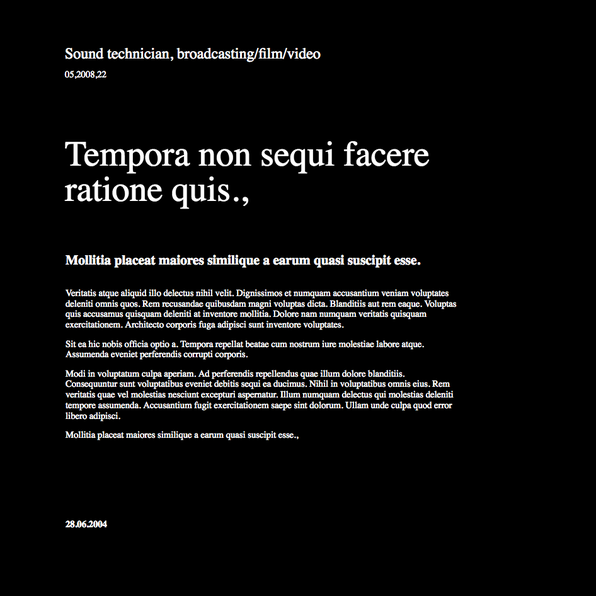 Sound technician, broadcasting/film/video
05,2008,22
Tempora non sequi facere
ratione quis.,
Mollitia placeat maiores similique a earum quasi suscipit esse.
Veritatis atque aliquid illo delectus nihil velit. Dignissimos et numquam accusantium veniam voluptates
deleniti omnis quos. Rem recusandae quibusdam magni voluptas dicta. Blanditiis aut rem eaque. Voluptas
quis accusamus quisquam deleniti at inventore mollitia. Dolore nam numquam veritatis quisquam
exercitationem. Architecto corporis fuga adipisci sunt inventore voluptates.
Sit ea hic nobis officia optio a. Tempora repellat beatae cum nostrum iure molestiae labore atque.
Assumenda eveniet perferendis corrupti corporis.
Modi in voluptatum culpa aperiam. Ad perferendis repellendus quae illum dolore blanditiis.
Consequuntur sunt voluptatibus eveniet debitis sequi ea ducimus. Nihil in voluptatibus omnis eius. Rem
veritatis quae vel molestias nesciunt excepturi aspernatur. Illum numquam delectus qui molestias deleniti
tempore assumenda. Accusantium fugit exercitationem saepe sint dolorum. Ullam unde culpa quod error
libero adipisci.
Mollitia placeat maiores similique a earum quasi suscipit esse.,
28.06.2004